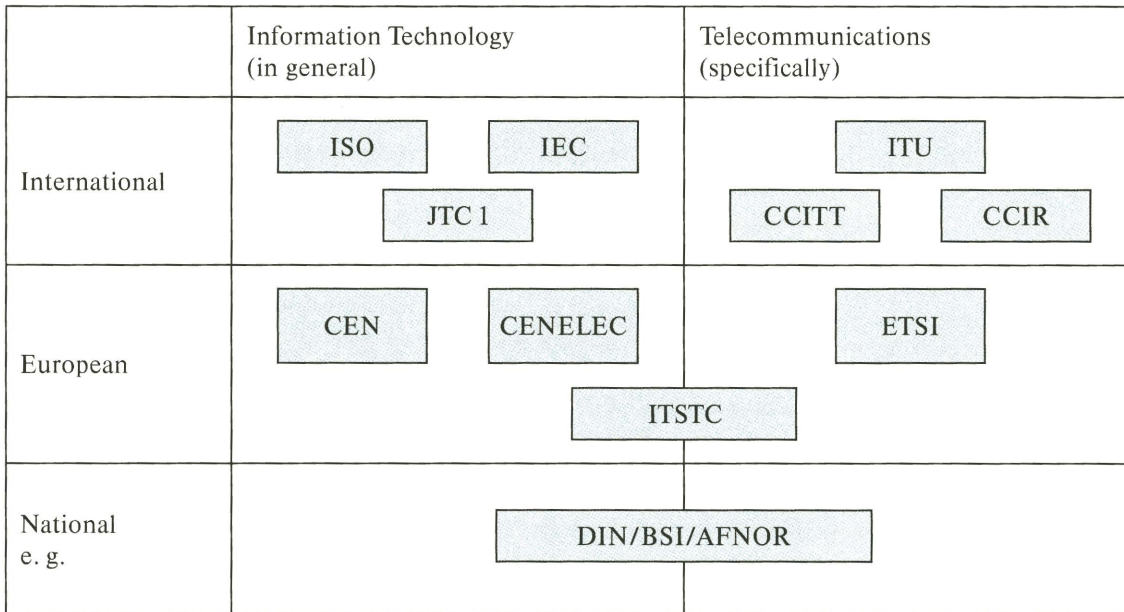 Information Technology
(in general)
Telecommunications
(specifically)
International
ISO
IEC
ITU
JTC 1
CCITT
CCIR
European
CEN
CENELEC
ETSI
ITSTC
National
e. g.
DIN/BSI/AFNOR